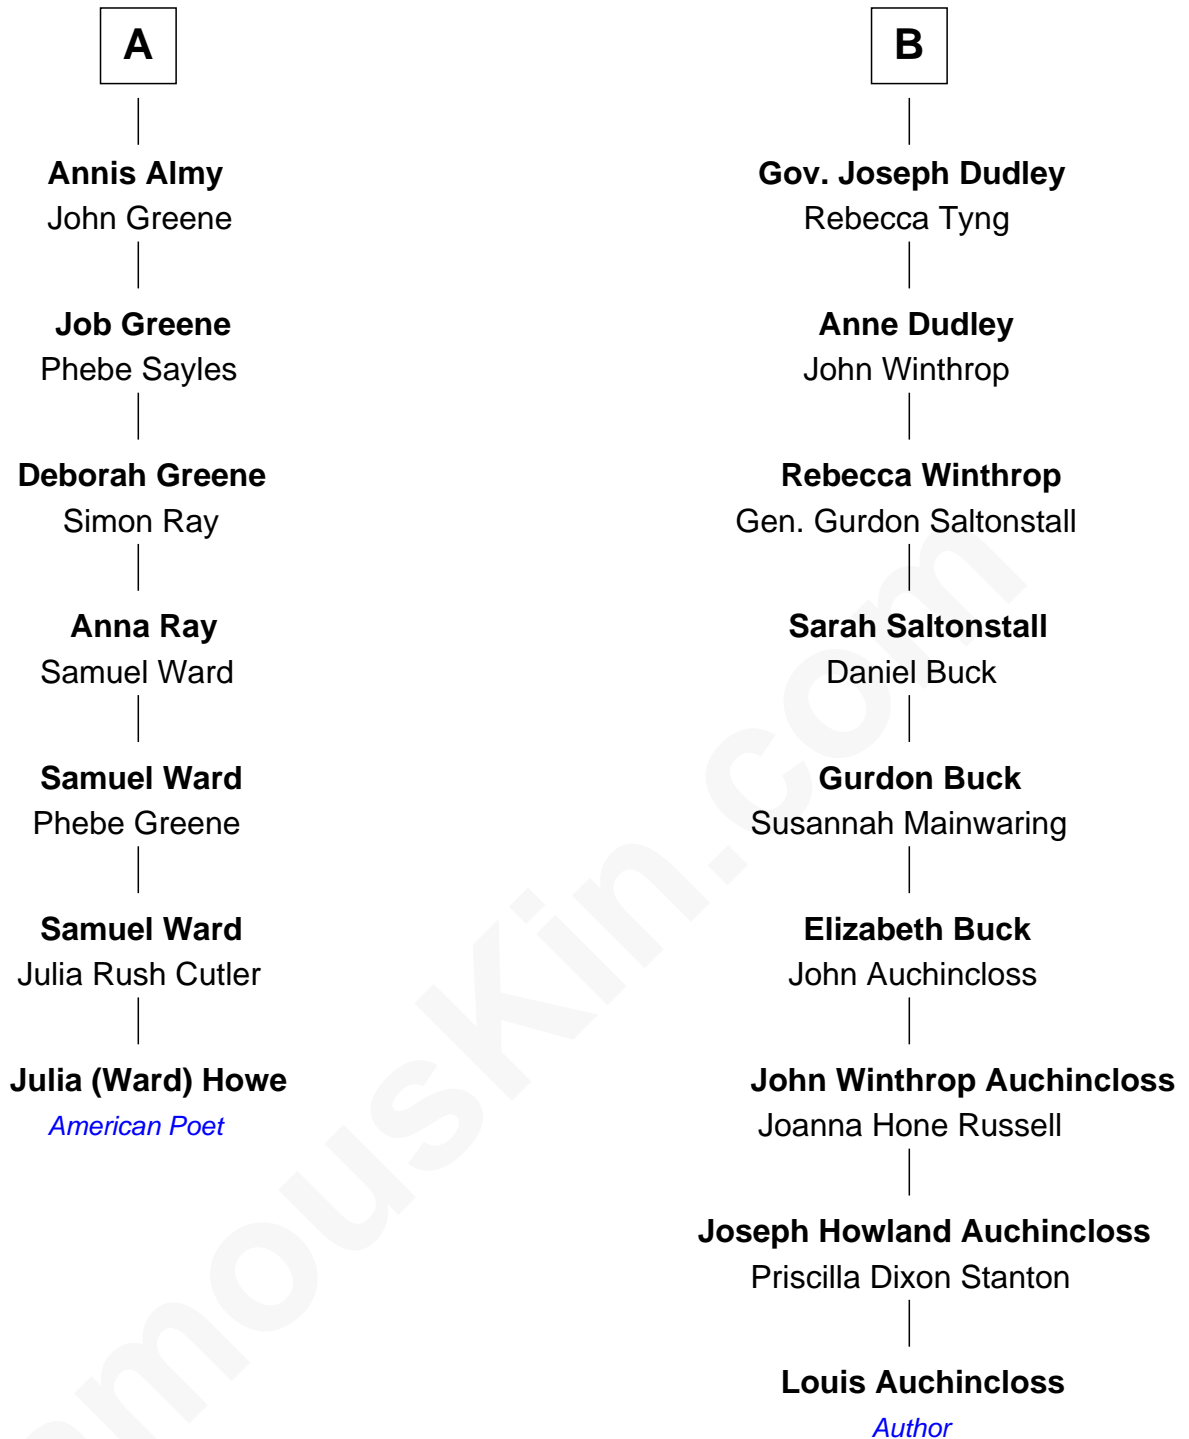 A
Annis Almy
John Greene
Job Greene
Phebe Sayles
Deborah Greene
Simon Ray
Anna Ray
Samuel Ward
Samuel Ward
Phebe Greene
Samuel Ward
Julia Rush Cutler
Julia (Ward) Howe
American Poet
B
Gov. Joseph Dudley
Rebecca Tyng
Anne Dudley
John Winthrop
Rebecca Winthrop
Gen. Gurdon Saltonstall
Sarah Saltonstall
Daniel Buck
Gurdon Buck
Susannah Mainwaring
Elizabeth Buck
John Auchincloss
John Winthrop Auchincloss
Joanna Hone Russell
Joseph Howland Auchincloss
Priscilla Dixon Stanton
Louis Auchincloss
Author
amousKin.com